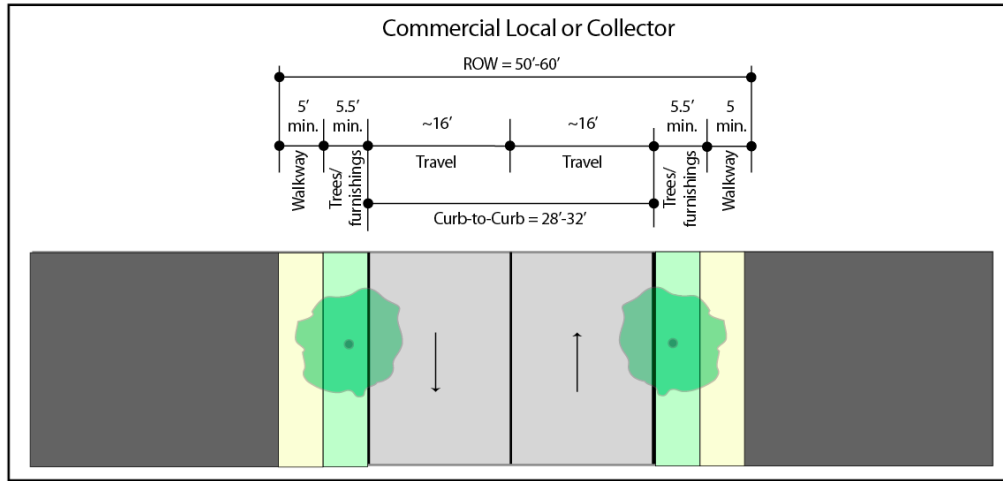 Commercial Local or Collector
ROW = 50’-60’
5’
min.
5.5’
min.
~16’
~16’
5.5’
min.
5
min.
Walkway
Trees/
furnishings
Travel
Travel
Trees/
furnishings
Walkway
Curb-to-Curb = 28’-32’